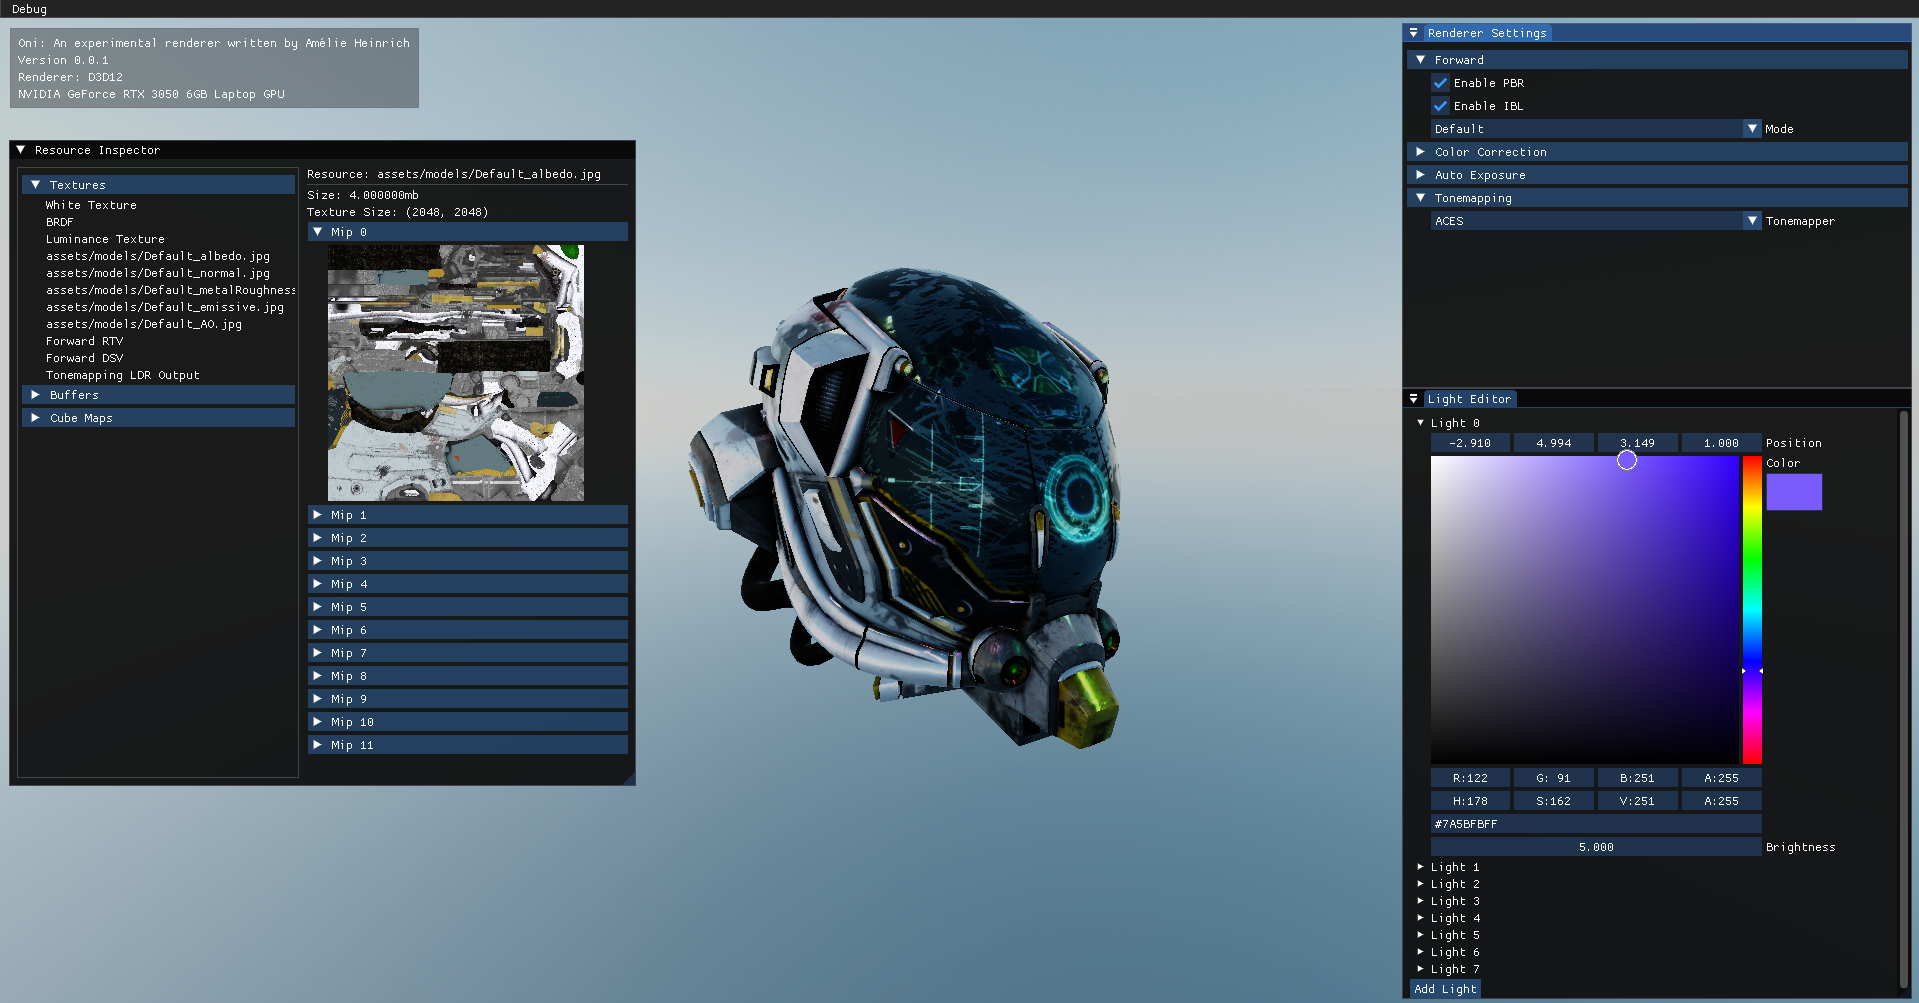 Debug
Oni: An experimental renderer written by Amélie Heinrich
Version 0.0.1
Renderer: D3D12
NVIDIA GeForce RTX 3050 6GB Laptop GPU
Resource Inspector
Textures
White Texture
BRDF
Luminance Texture
assets/models/Default_albedo.jpg
assets/models/Default_normal.jpg
assets/models/Default_metalRoughness
assets/models/Default_emissive.jpg
assets/models/Default_AO.jpg
Forward RTV
Forward DSV
Tonemapping LDR Output
Buffers
Cube Maps
Resource: assets/models/Default_albedo.jpg
Size: 4.000000mb
Texture Size: (2048, 2048)
Mip 0
Mip 1
Mip 2
Mip 3
Mip 4
Mip 5
Mip 6
Mip 7
Mip 8
Mip 9
Mip 10
Mip 11
Renderer Settings
Forward
Enable PBR
Enable IBL
Default Mode
Color Correction
Auto Exposure
Tonemapping
ACES Tonemapper
Light Editor
Light 0
-2.910 4.994 3.149 1.000 Position
Color
R:122 G: 91 B:251 A:255
H:178 S:162 V:251 A:255
#7A5BFBFF
5.000 Brightness
Light 1
Light 2
Light 3
Light 4
Light 5
Light 6
Light 7
Add Light